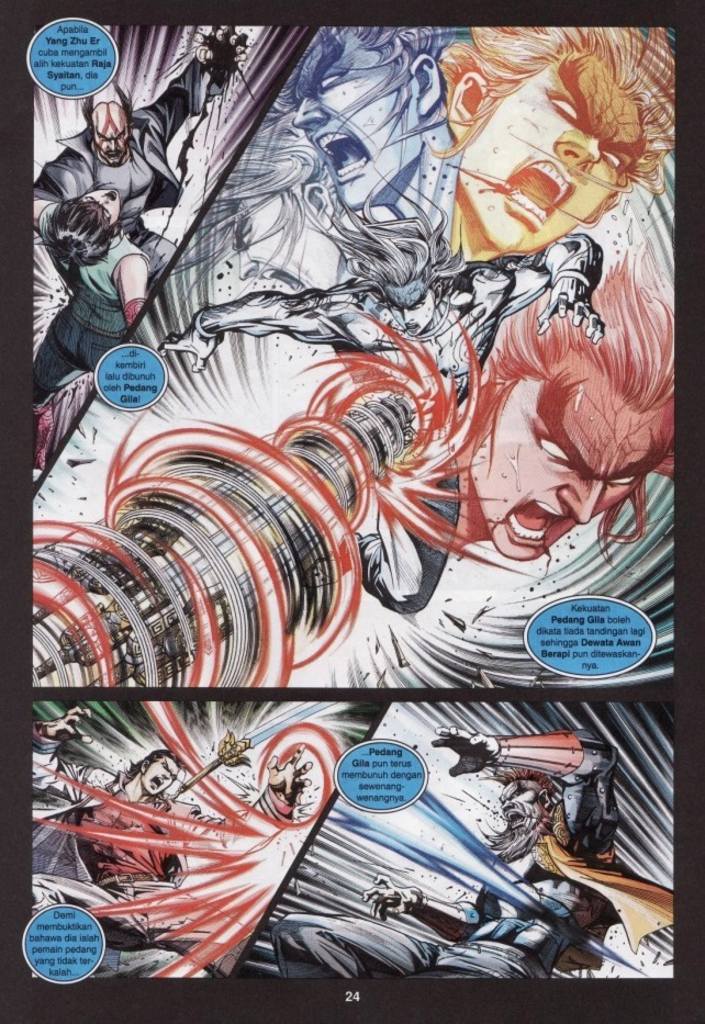 Apabila
Yang Zhu Er
cuba mengambil
alih kekuatan Raja
Syaitan, dia
pun...
...di-
kembiri
lalu dibunuh
oleh Pedang
Gila!
Kekuatan
Pedang Gila boleh
dikata tiada tandingan lagi
sehingga Dewata Awan
Berapi pun ditewaskan-
nya.
...Pedang
Gila pun terus
membunuh dengan
sewenang-
wenangnya.
Demi
membuktikan
bahawa dia ialah
pemain pedang
yang tidak ter-
kalah...
24